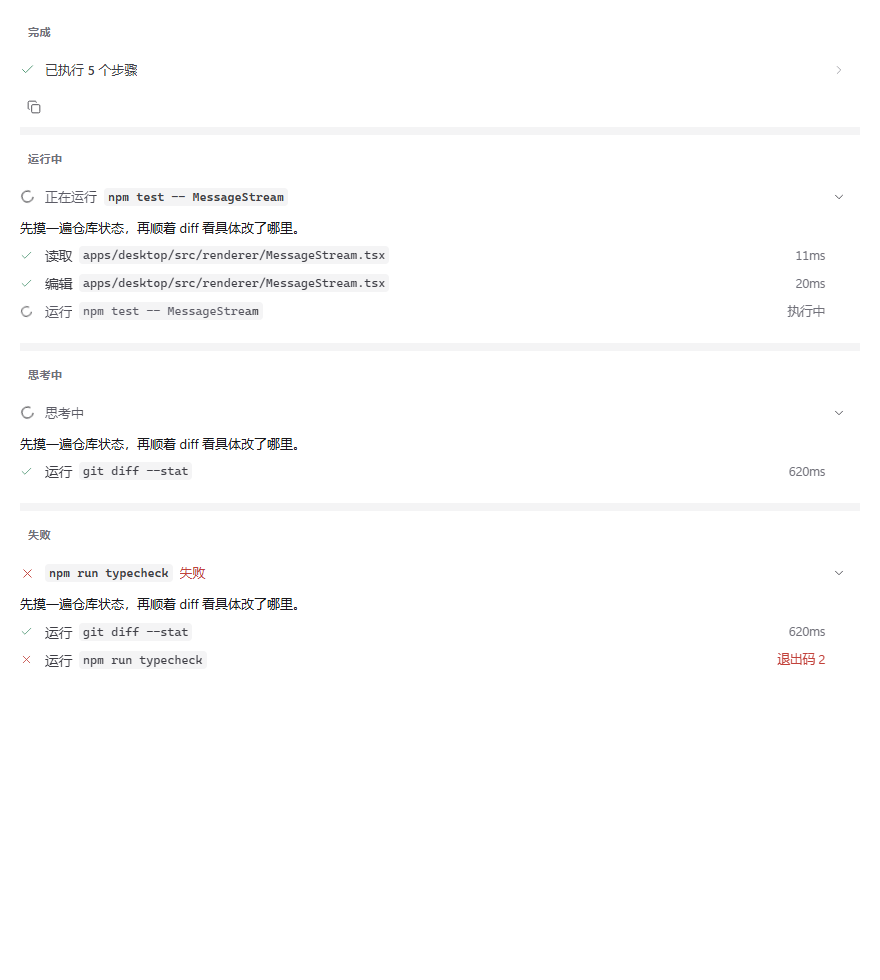 完成
已执行 5 个步骤
运行中
正在运行 npm test -- MessageStream
先摸一遍仓库状态，再顺着 diff 看具体改了哪里。
读取 apps/desktop/src/renderer/MessageStream.tsx 11ms
编辑 apps/desktop/src/renderer/MessageStream.tsx 20ms
运行 npm test -- MessageStream 执行中
思考中
思考中
先摸一遍仓库状态，再顺着 diff 看具体改了哪里。
运行 git diff --stat 620ms
失败
npm run typecheck 失败
先摸一遍仓库状态，再顺着 diff 看具体改了哪里。
运行 git diff --stat 620ms
运行 npm run typecheck 退出码 2